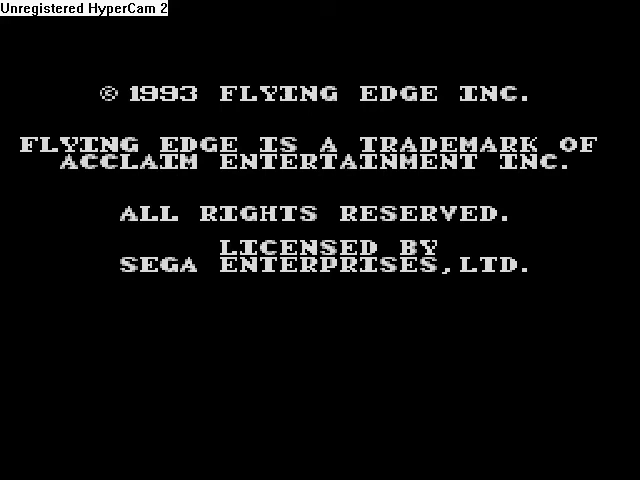 Unregistered HyperCam 2
© 1993 FLYING EDGE INC.
FLYING EDGE IS A TRADEMARK OF
ACCLAIM ENTERTAINMENT INC.
ALL RIGHTS RESERVED.
LICENSED BY
SEGA ENTERPRISES,LTD.